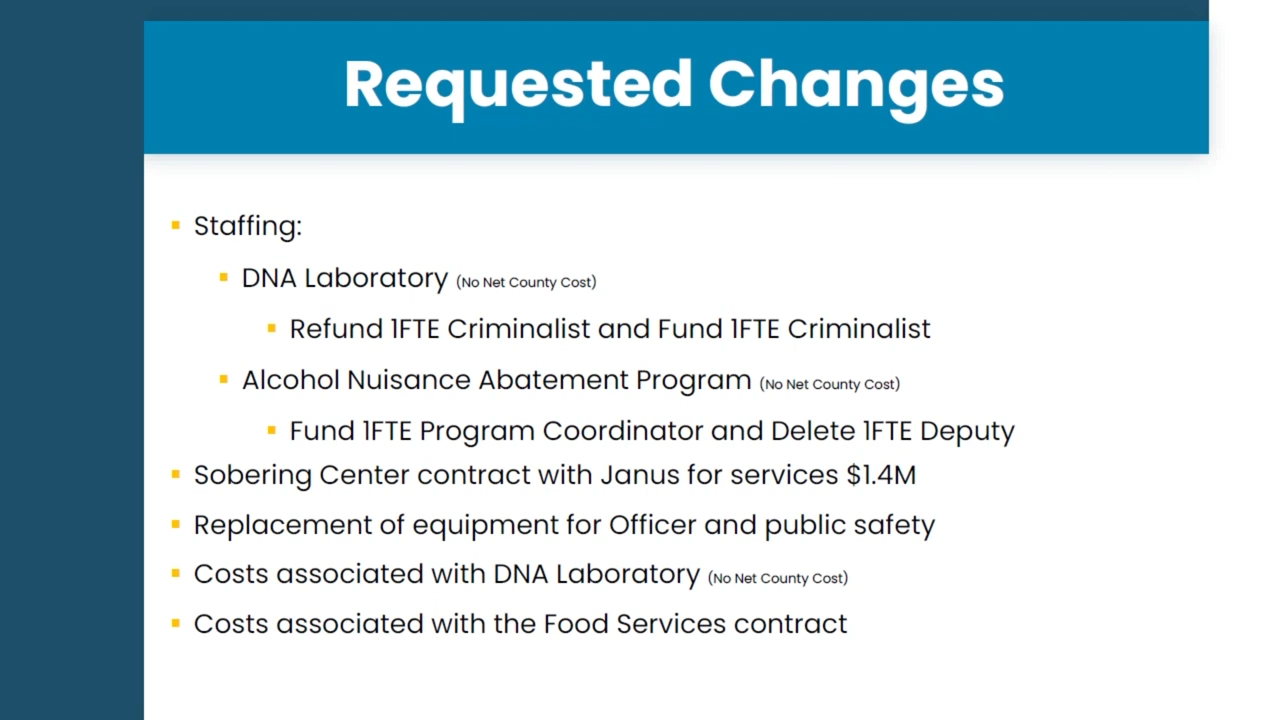 Requested Changes
Staffing:
DNA Laboratory (No Net County Cost)
Refund 1FTE Criminalist and Fund 1FTE Criminalist
Alcohol Nuisance Abatement Program (No Net County Cost)
Fund 1FTE Program Coordinator and Delete 1FTE Deputy
Sobering Center contract with Janus for services $1.4M
Replacement of equipment for Officer and public safety
Costs associated with DNA Laboratory (No Net County Cost)
Costs associated with the Food Services contract